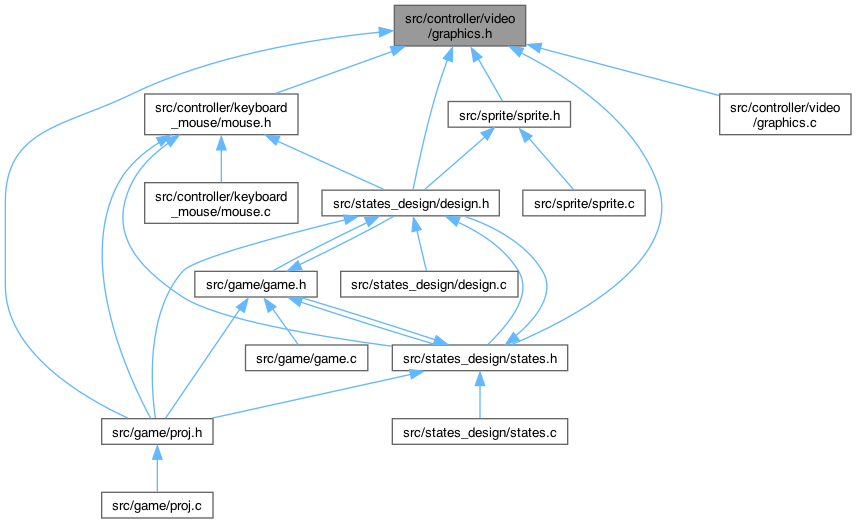 src/controller/video
/graphics.h
src/controller/keyboard
_mouse/mouse.h
src/sprite/sprite.h
src/controller/video
/graphics.c
src/controller/keyboard
_mouse/mouse.c
src/states_design/design.h
src/sprite/sprite.c
src/game/game.h
src/states_design/design.c
src/game/game.c
src/states_design/states.h
src/game/proj.h
src/states_design/states.c
src/game/proj.c